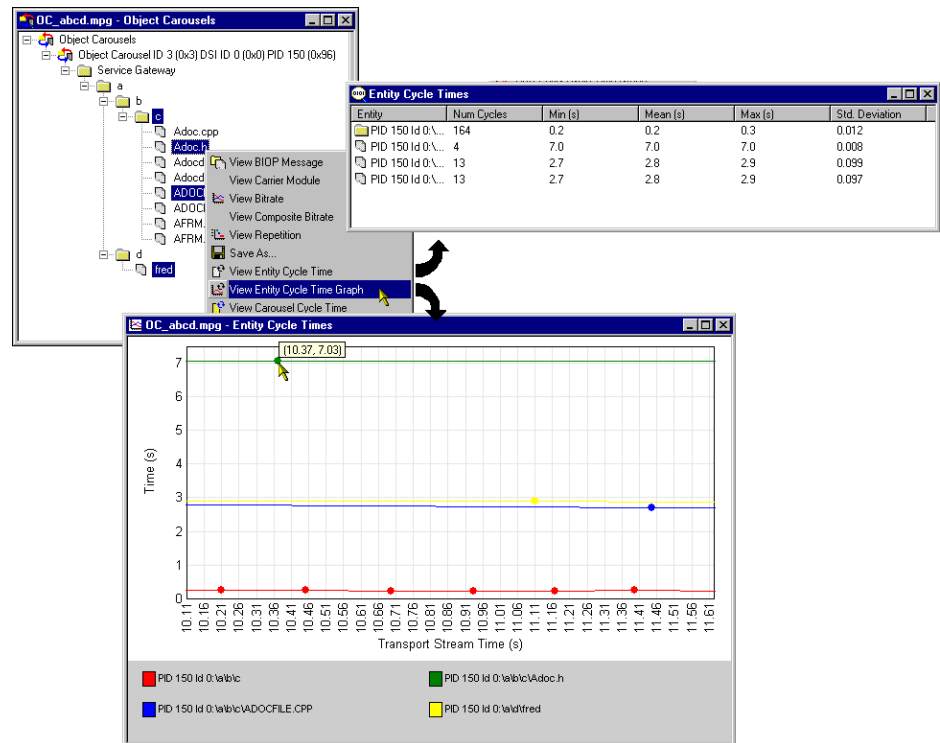 OC_abcd.mpg - Object Carousels
Object Carousels
Object Carousel ID 3 (0x3) DSI ID 0 (0x0) PID 150 (0x96)
Service Gateway
a
b
c
Adoc.cpp
Adoc.h
Adocd
Adocd
ADOCI
ADOCI
AFRM.
AFRM.
d
fred
View BIOP Message
View Carrier Module
View Bitrate
View Composite Bitrate
View Repetition
Save As...
View Entity Cycle Time
View Entity Cycle Time Graph
View Carousel Cycle Time
Entity Cycle Times
Entity Num Cycles Min (s) Mean (s) Max (s) Std. Deviation
PID 150 Id 0:\... 164 0.2 0.2 0.3 0.012
PID 150 Id 0:\... 4 7.0 7.0 7.0 0.008
PID 150 Id 0:\... 13 2.7 2.8 2.9 0.099
PID 150 Id 0:\... 13 2.7 2.8 2.9 0.097
OC_abcd.mpg - Entity Cycle Times
(10.37, 7.03)
7
6
5
4
3
2
1
0
Time (s)
10.11 10.16 10.21 10.26 10.31 10.36 10.41 10.46 10.51 10.56 10.61 10.66 10.71 10.76 10.81 10.86 10.91 10.96 11.01 11.06 11.11 11.16 11.21 11.26 11.31 11.36 11.41 11.46 11.51 11.56 11.61
Transport Stream Time (s)
PID 150 Id 0:\a\b\c
PID 150 Id 0:\a\b\c\Adoc.h
PID 150 Id 0:\a\b\c\ADOCFILE.CPP
PID 150 Id 0:\a\d\fred